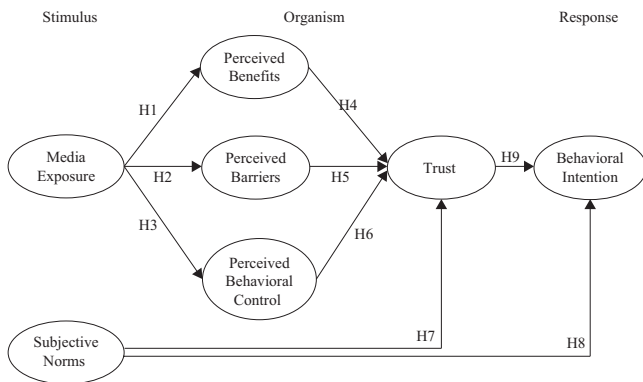 Stimulus
Organism
Response
Perceived
Benefits
H1
H4
Media
Exposure
H2
Perceived
Barriers
H5
Trust
H9
Behavioral
Intention
H3
H6
Perceived
Behavioral
Control
Subjective
Norms
H7
H8